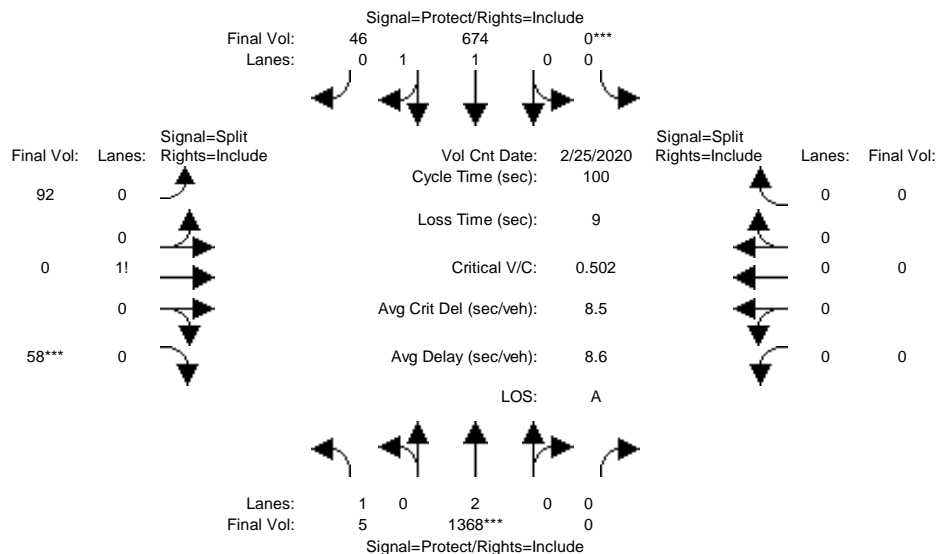 Signal=Protect/Rights=Include
Final Vol: 46 674 0***
Lanes: 0 1 1 0 0
Signal=Split Signal=Split
Final Vol: Lanes: Rights=Include Vol Cnt Date: 2/25/2020 Rights=Include Lanes: Final Vol:
Cycle Time (sec): 100
92 0 0 0
Loss Time (sec): 9
0 0
0 1! Critical V/C: 0.502 0 0
0 Avg Crit Del (sec/veh): 8.5 0
58*** 0 Avg Delay (sec/veh): 8.6 0 0
LOS: A
Lanes: 1 0 2 0 0
Final Vol: 5 1368*** 0
Signal=Protect/Rights=Include